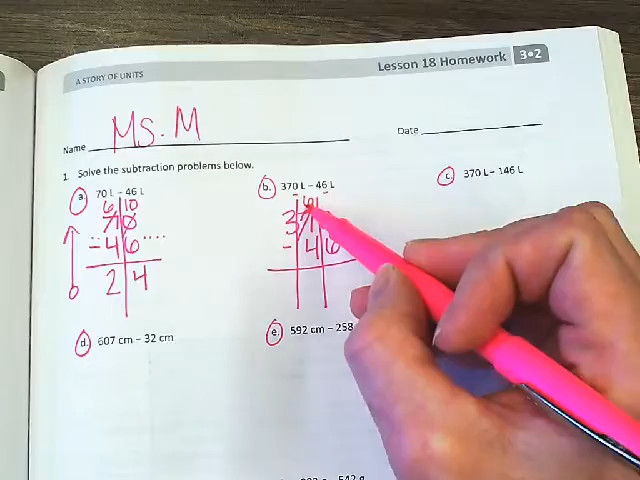 A STORY OF UNITS
Lesson 18 Homework 3•2
Name Ms. M Date
1. Solve the subtraction problems below.
a. 70 L – 46 L
6 10
7 0
- 4 6
2 4
b. 370 L – 46 L
6
3 7
- 4 6
c. 370 L – 146 L
d. 607 cm – 32 cm
e. 592 cm – 258